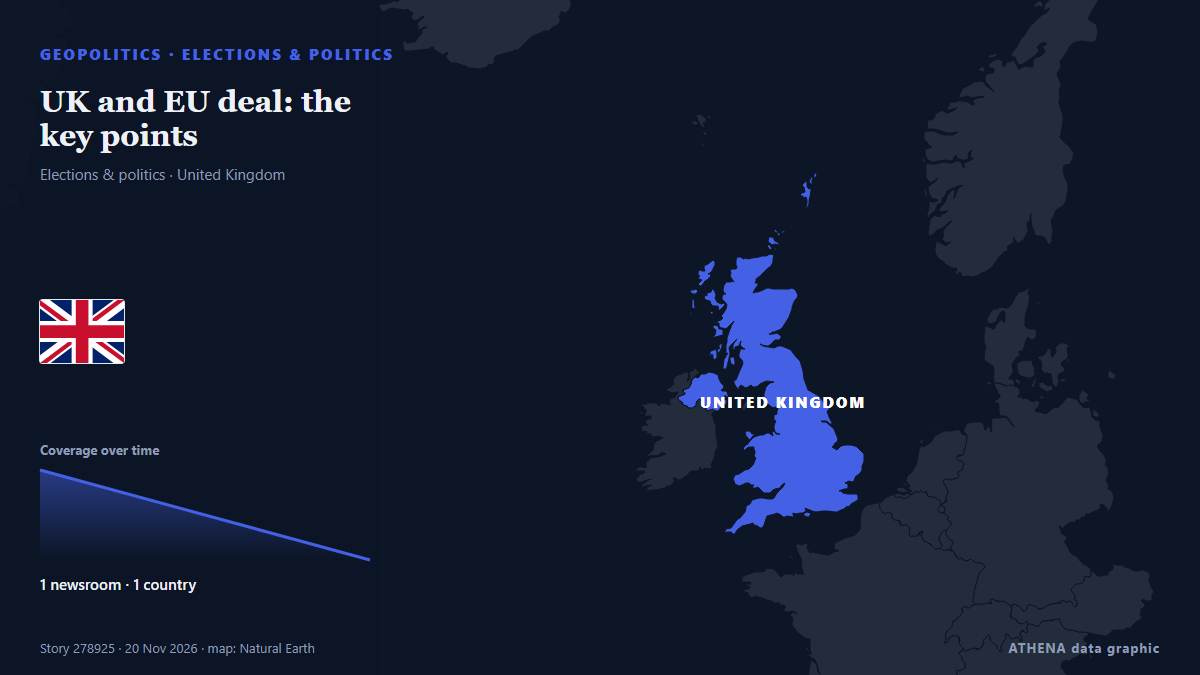 GEOPOLITICS · ELECTIONS & POLITICS
UK and EU deal: the
key points
Elections & politics · United Kingdom
UNITED KINGDOM
Coverage over time
1 newsroom · 1 country
Story 278925 · 20 Nov 2026 · map: Natural Earth
ATHENA data graphic